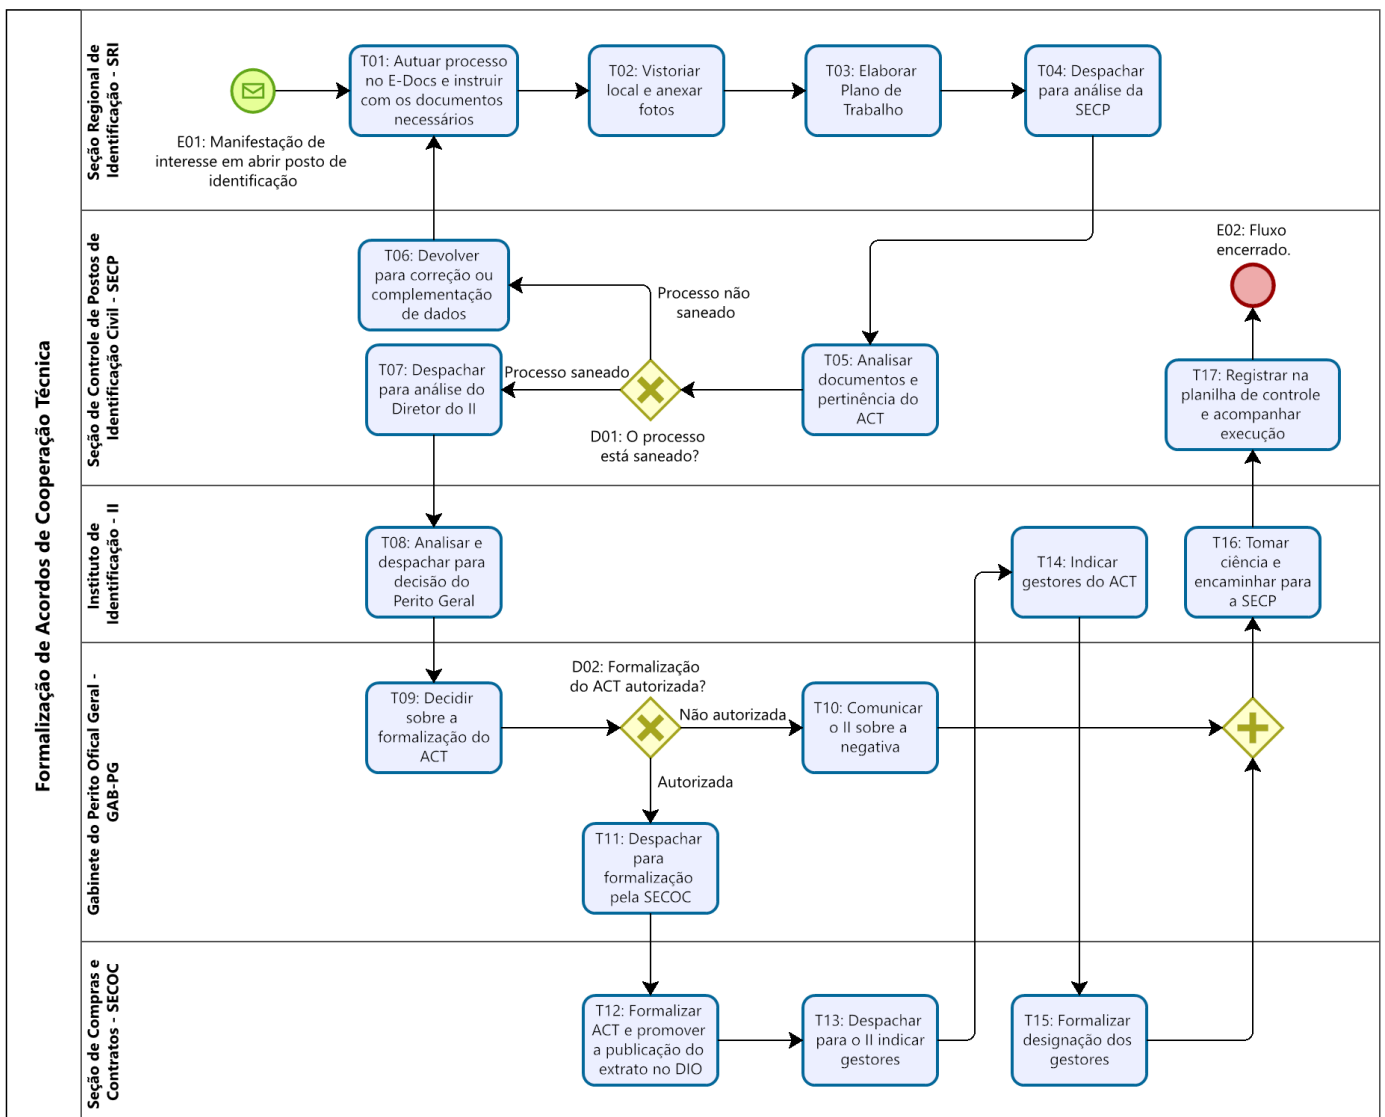 Formalização de Acordos de Cooperação Técnica
Seção Regional de
Identificação - SRI
E01: Manifestação de
interesse em abrir posto de
identificação
T01: Autuar processo
no E-Docs e instruir
com os documentos
necessários
T02: Vistoriar
local e anexar
fotos
T03: Elaborar
Plano de
Trabalho
T04: Despachar
para análise da
SECP
Seção de Controle de Postos de
Identificação Civil - SECP
T06: Devolver
para correção ou
complementação
de dados
Processo não
saneado
T07: Despachar
para análise do
Diretor do II
Processo saneado
D01: O processo
está saneado?
T05: Analisar
documentos e
pertinência do
ACT
E02: Fluxo
encerrado.
T17: Registrar na
planilha de controle
e acompanhar
execução
Instituto de
Identificação - II
T08: Analisar e
despachar para
decisão do
Perito Geral
T14: Indicar
gestores do ACT
T16: Tomar
ciência e
encaminhar para
a SECP
Gabinete do Perito Ofical Geral -
GAB-PG
T09: Decidir
sobre a
formalização do
ACT
D02: Formalização
do ACT autorizada?
Não autorizada
Autorizada
T10: Comunicar
o II sobre a
negativa
T11: Despachar
para
formalização
pela SECOC
Seção de Compras e
Contratos - SECOC
T12: Formalizar
ACT e promover
a publicação do
extrato no DIO
T13: Despachar
para o II indicar
gestores
T15: Formalizar
designação dos
gestores